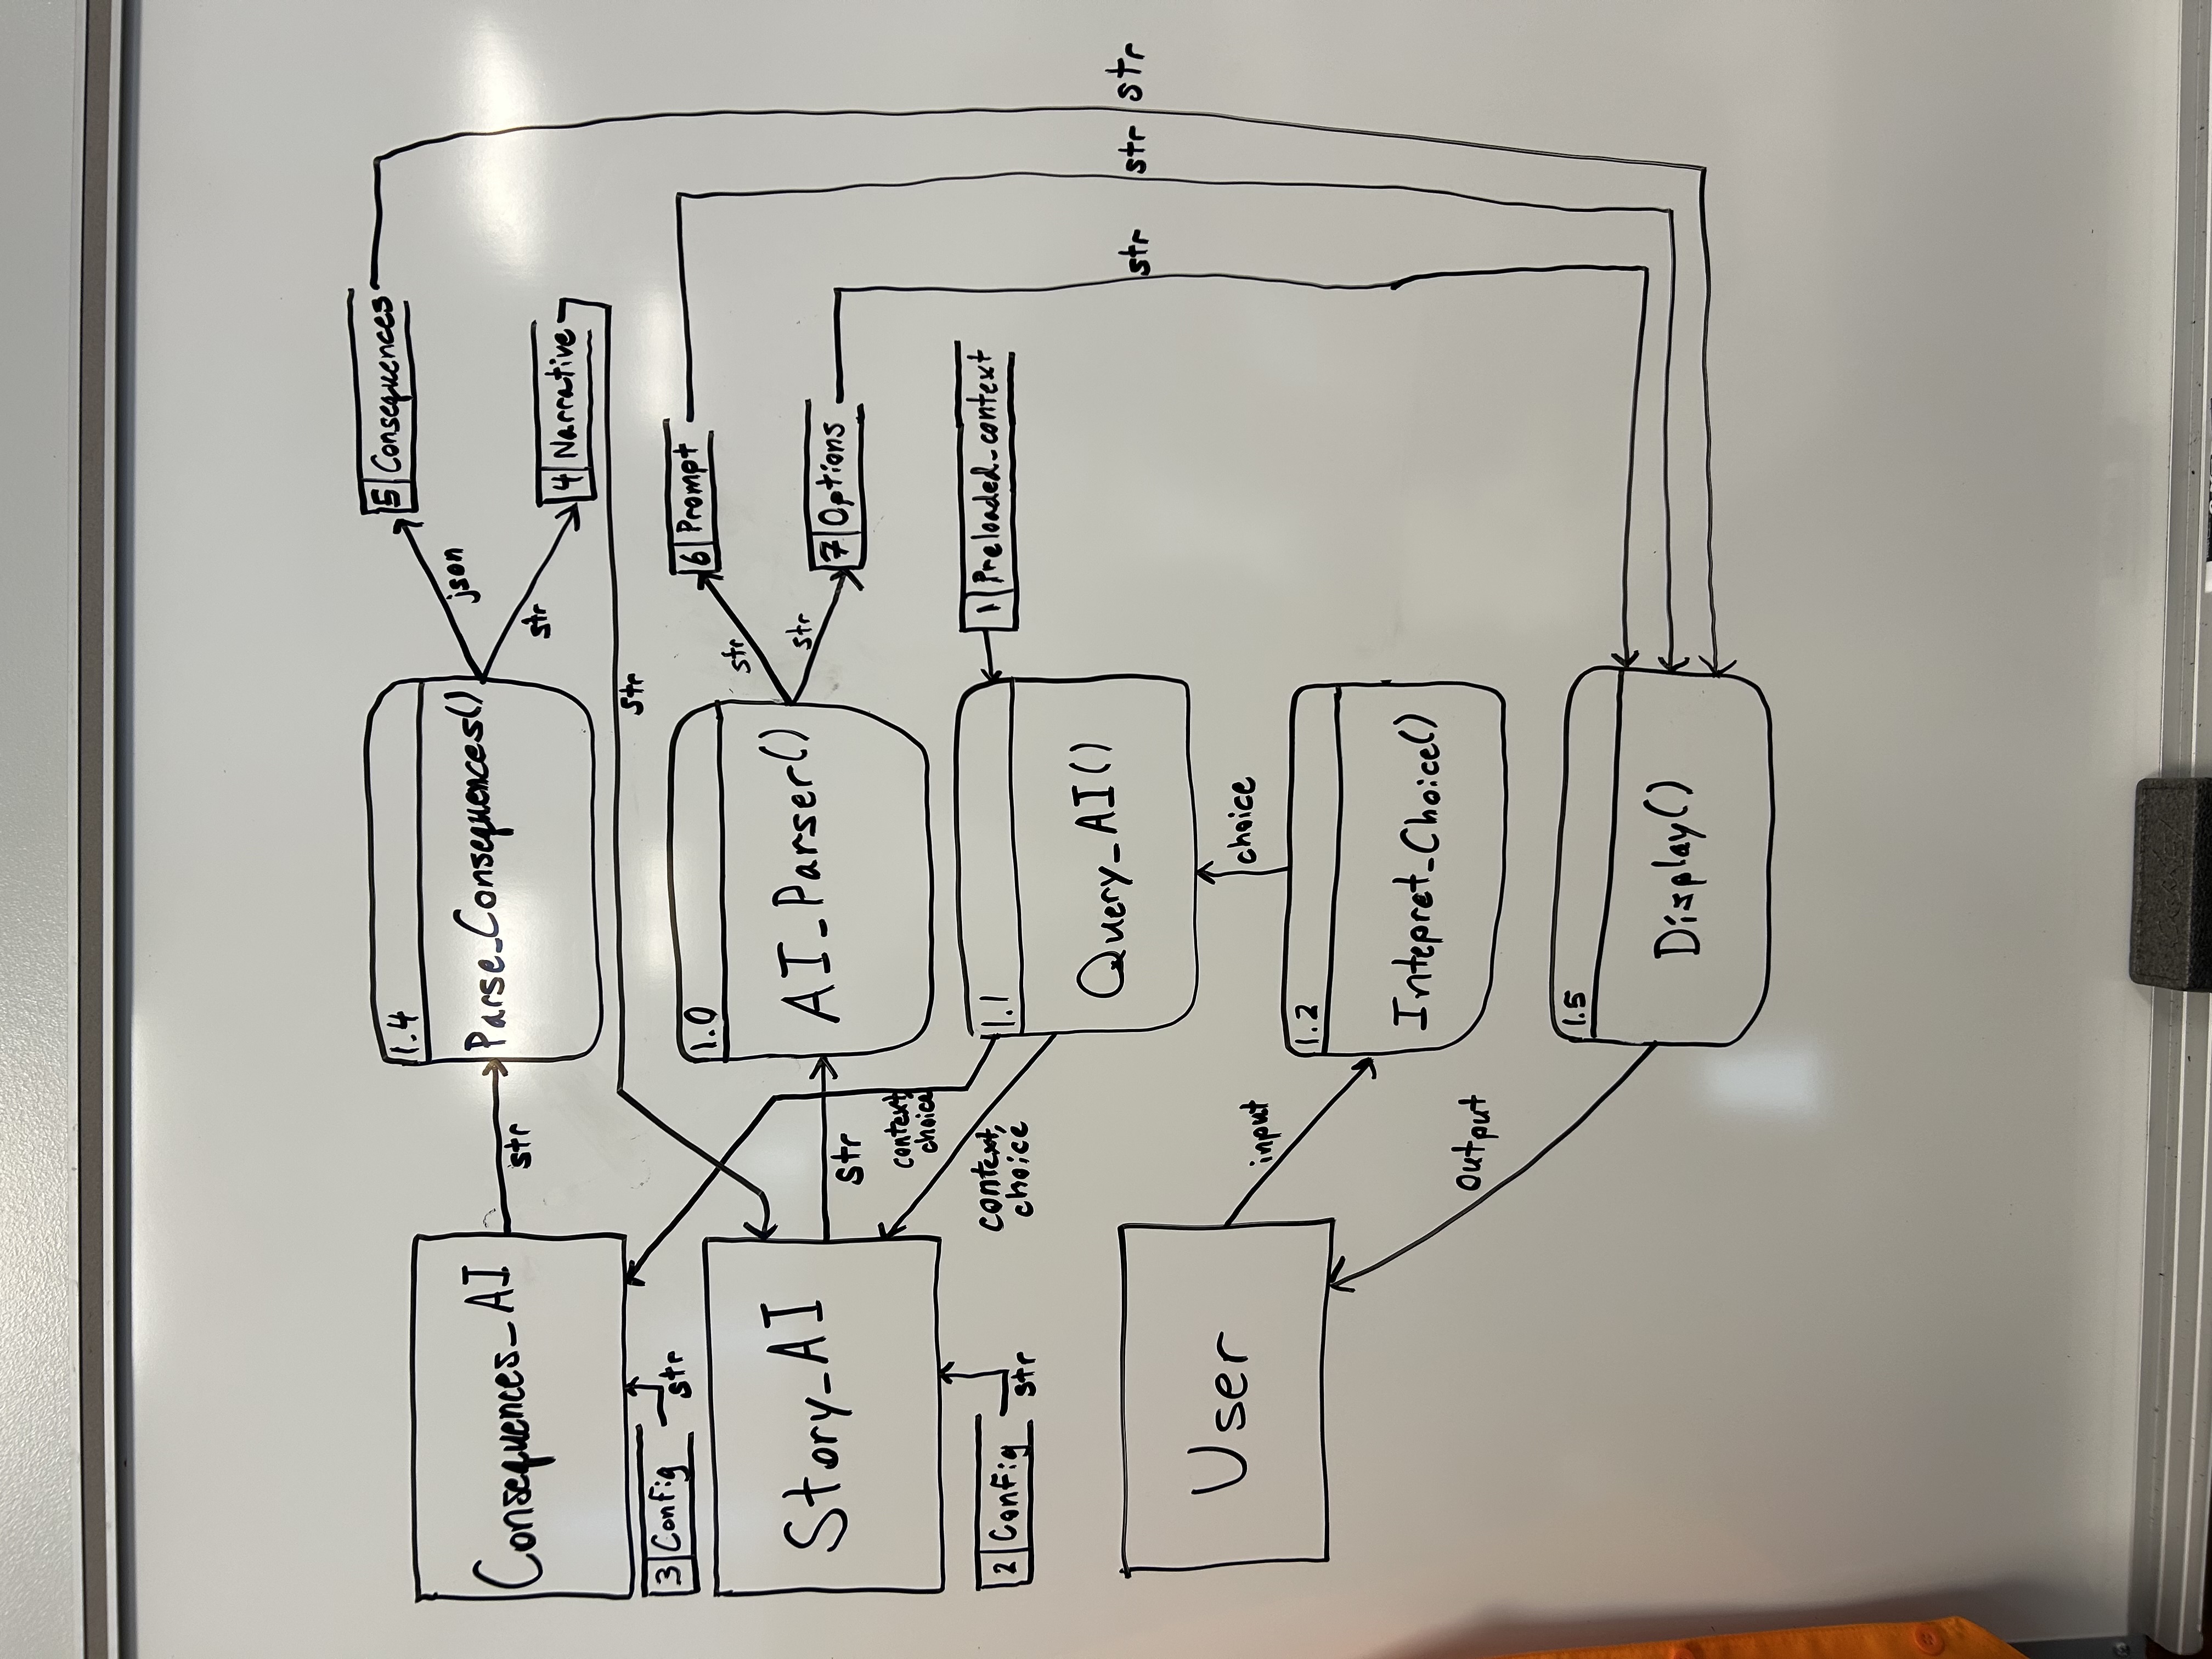 1.4
5 Consequences
Consequences_AI
Parse_Consequences()
json
str
str
4 Narrative
str
3 Config
str
1.0
6 Prompt
str
Story_AI
AI_Parser()
str
7 Options
str
context,
choice
context,
choice
1.1
1 Preloaded_context
2 Config
str
Query_AI()
str
str
str
User
input
choice
1.2
Intepret_Choice()
output
1.5
Display()